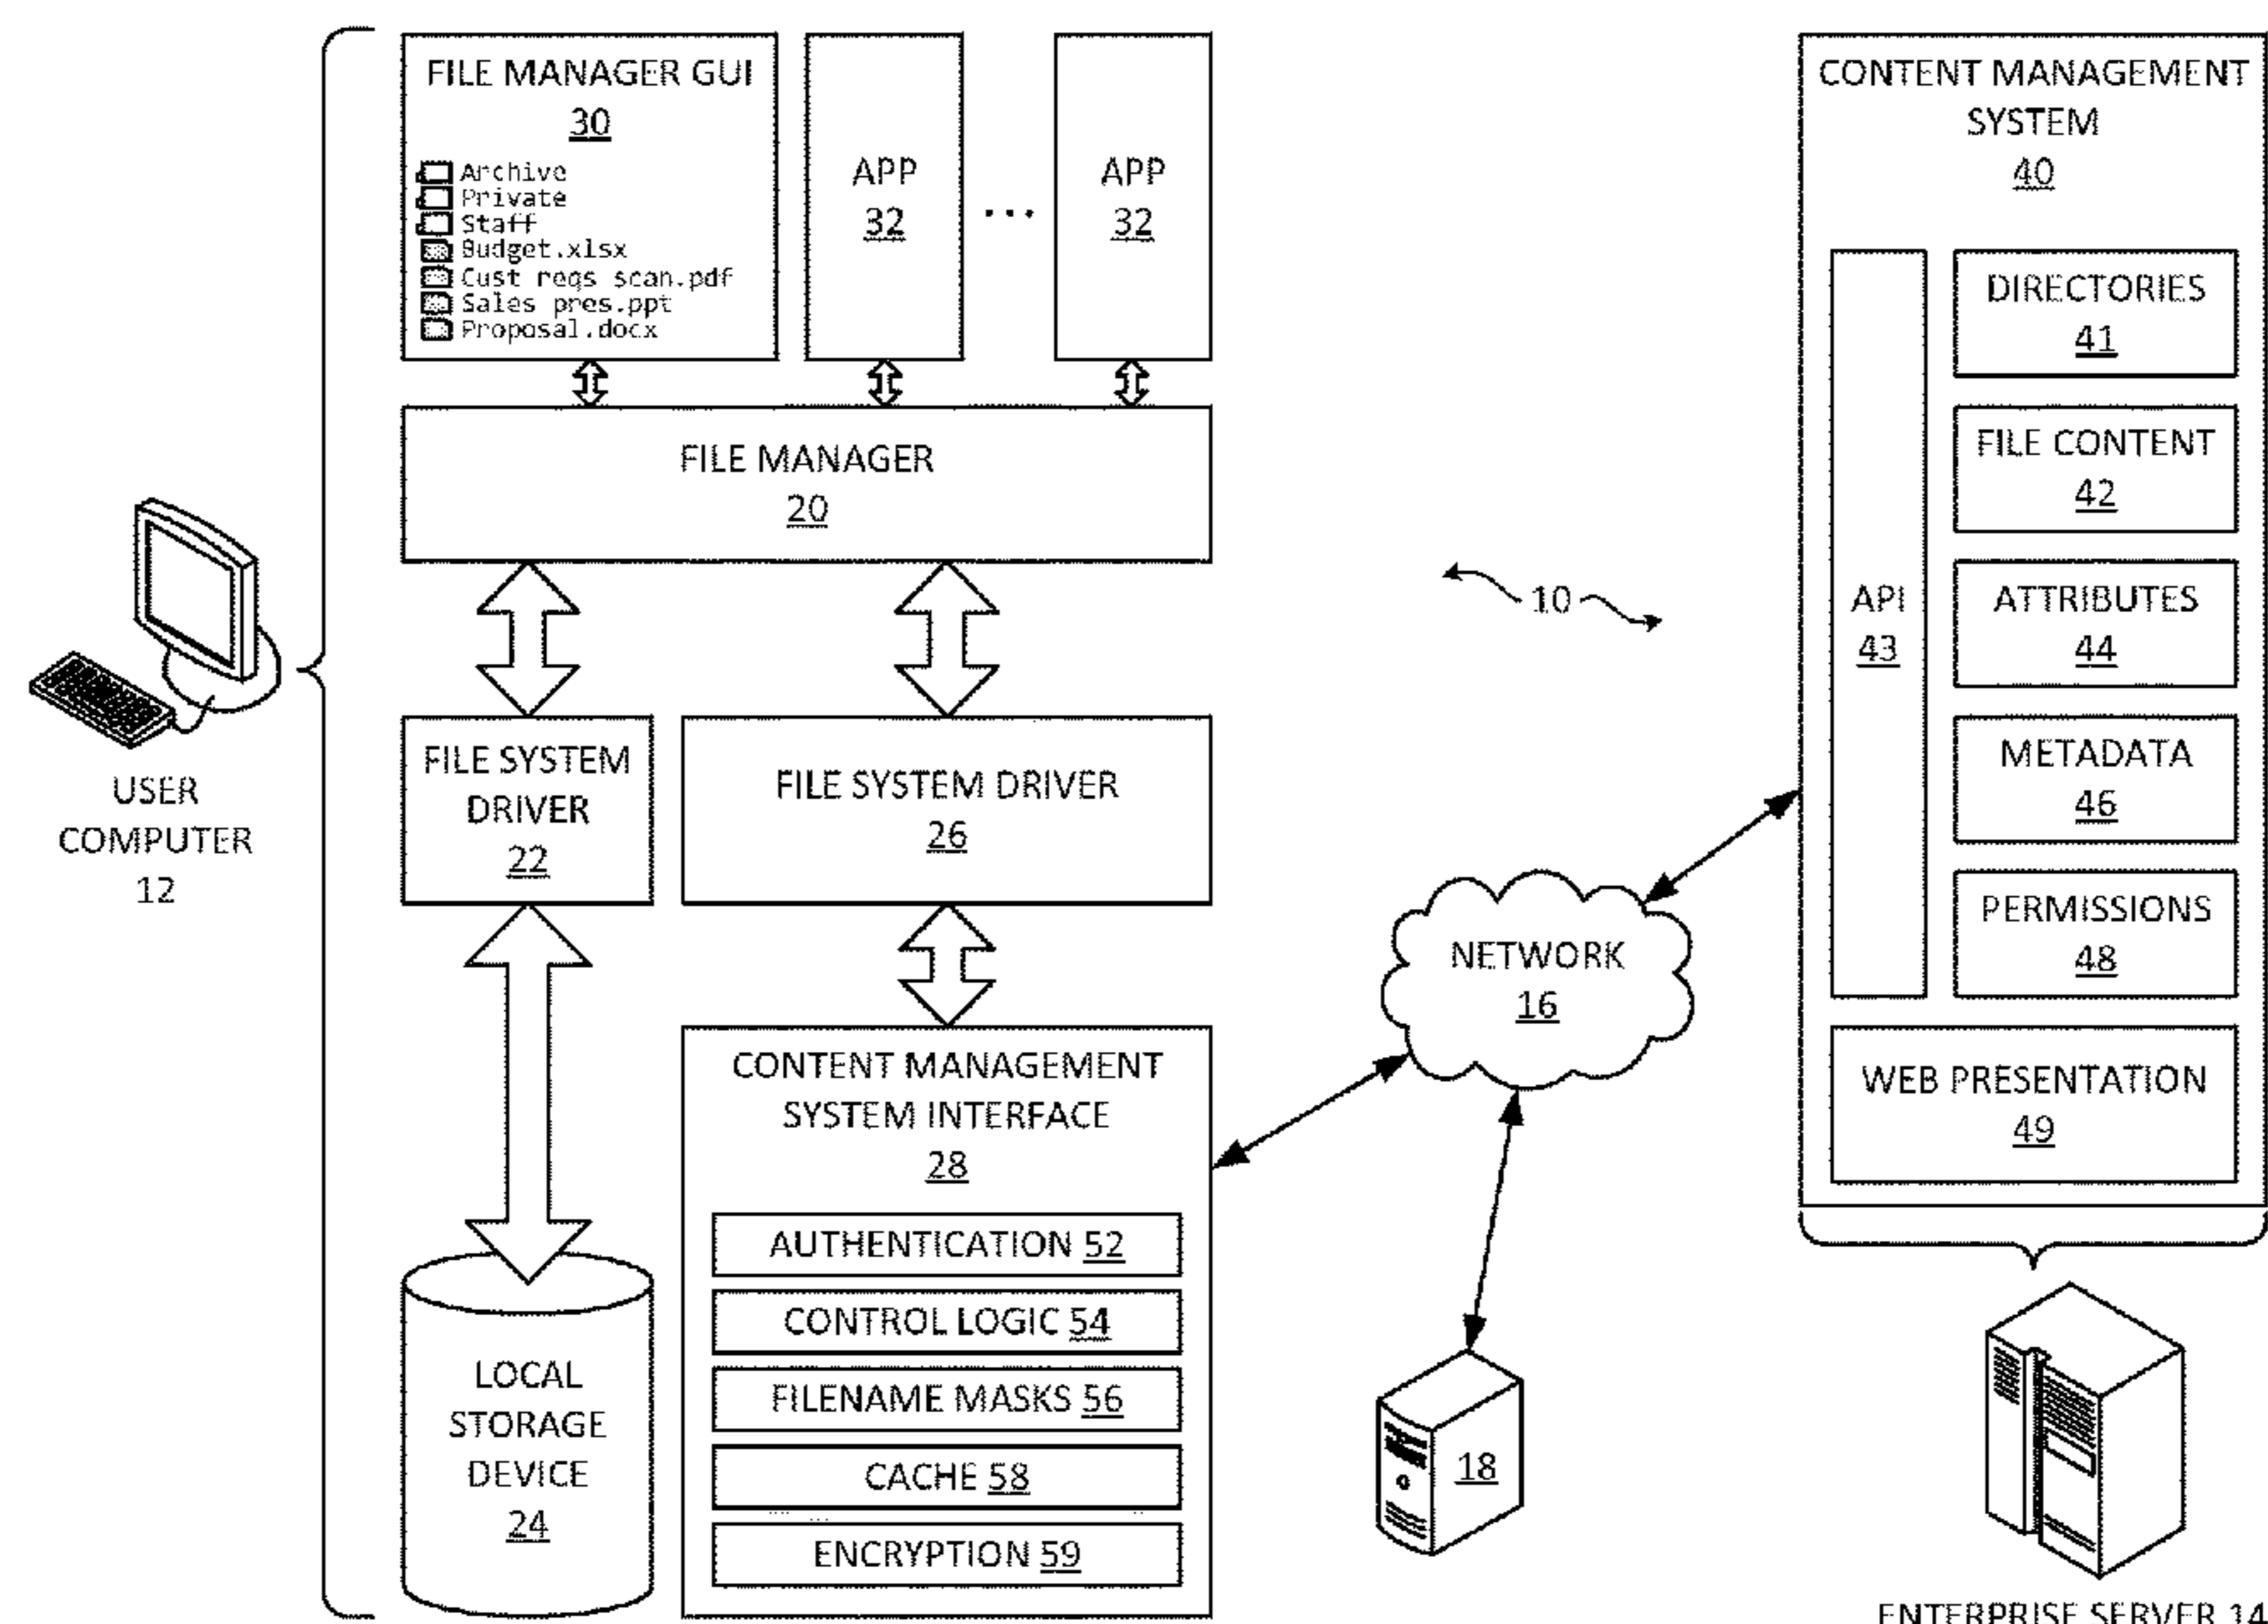 FILE MANAGER GUI
30
Archive
Private
Staff
Budget.xlsx
Cust reqs scan.pdf
Sales pres.ppt
Proposal.docx
APP
32
...
APP
32
FILE MANAGER
20
USER
COMPUTER
12
FILE SYSTEM
DRIVER
22
FILE SYSTEM DRIVER
26
LOCAL
STORAGE
DEVICE
24
CONTENT MANAGEMENT
SYSTEM INTERFACE
28
AUTHENTICATION 52
CONTROL LOGIC 54
FILENAME MASKS 56
CACHE 58
ENCRYPTION 59
10
NETWORK
16
18
CONTENT MANAGEMENT
SYSTEM
40
API
43
DIRECTORIES
41
FILE CONTENT
42
ATTRIBUTES
44
METADATA
46
PERMISSIONS
48
WEB PRESENTATION
49
ENTERPRISE SERVER 14